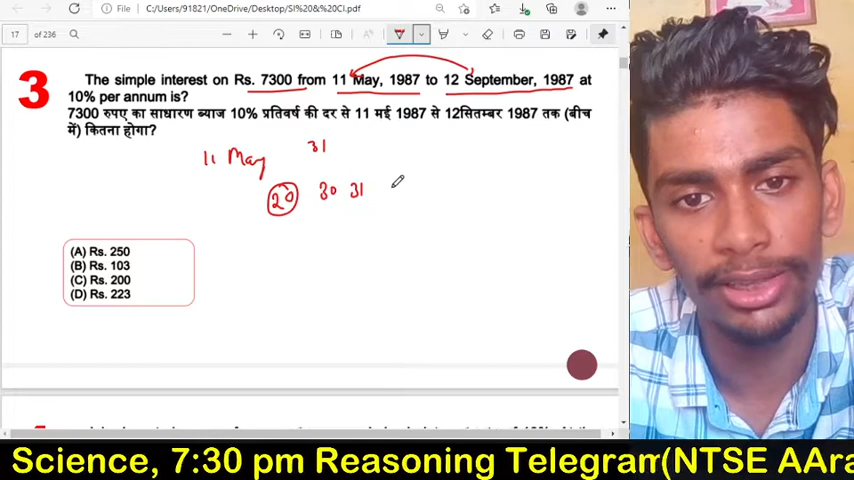 File
C:/Users/91821/OneDrive/Desktop/SI%20&%20CI.pdf
17 of 236
3 The simple interest on Rs. 7300 from 11 May, 1987 to 12 September, 1987 at
10% per annum is?
7300 रुपए का साधारण ब्याज 10% प्रतिवर्ष की दर से 11 मई 1987 से 12सितम्बर 1987 तक (बीच
में) कितना होगा?
11 May 31
20 30 31
(A) Rs. 250
(B) Rs. 103
(C) Rs. 200
(D) Rs. 223
Science, 7:30 pm Reasoning Telegram (NTSE AAra